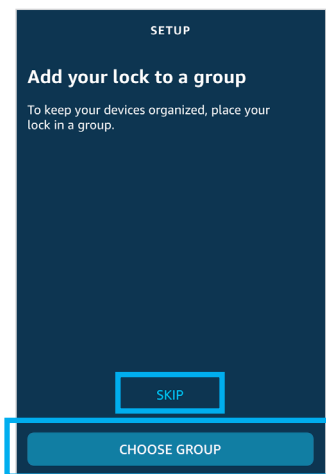 SETUP
Add your lock to a group
To keep your devices organized, place your
lock in a group.
SKIP
CHOOSE GROUP